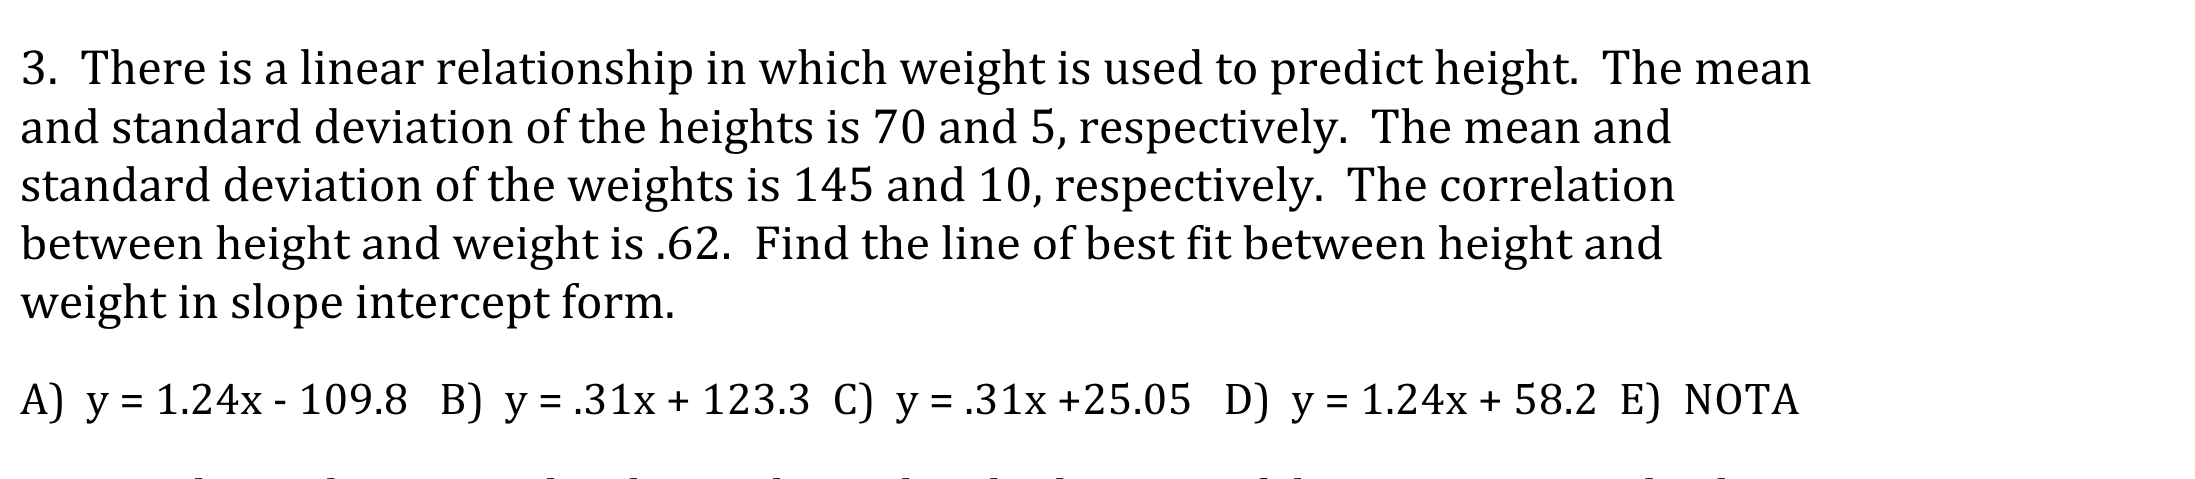 3.  There is a linear relationship in which weight is used to predict height.  The mean
and standard deviation of the heights is 70 and 5, respectively.  The mean and
standard deviation of the weights is 145 and 10, respectively.  The correlation
between height and weight is .62.  Find the line of best fit between height and
weight in slope intercept form.
A)  y = 1.24x - 109.8   B)  y = .31x + 123.3  C)  y = .31x +25.05   D)  y = 1.24x + 58.2  E)  NOTA